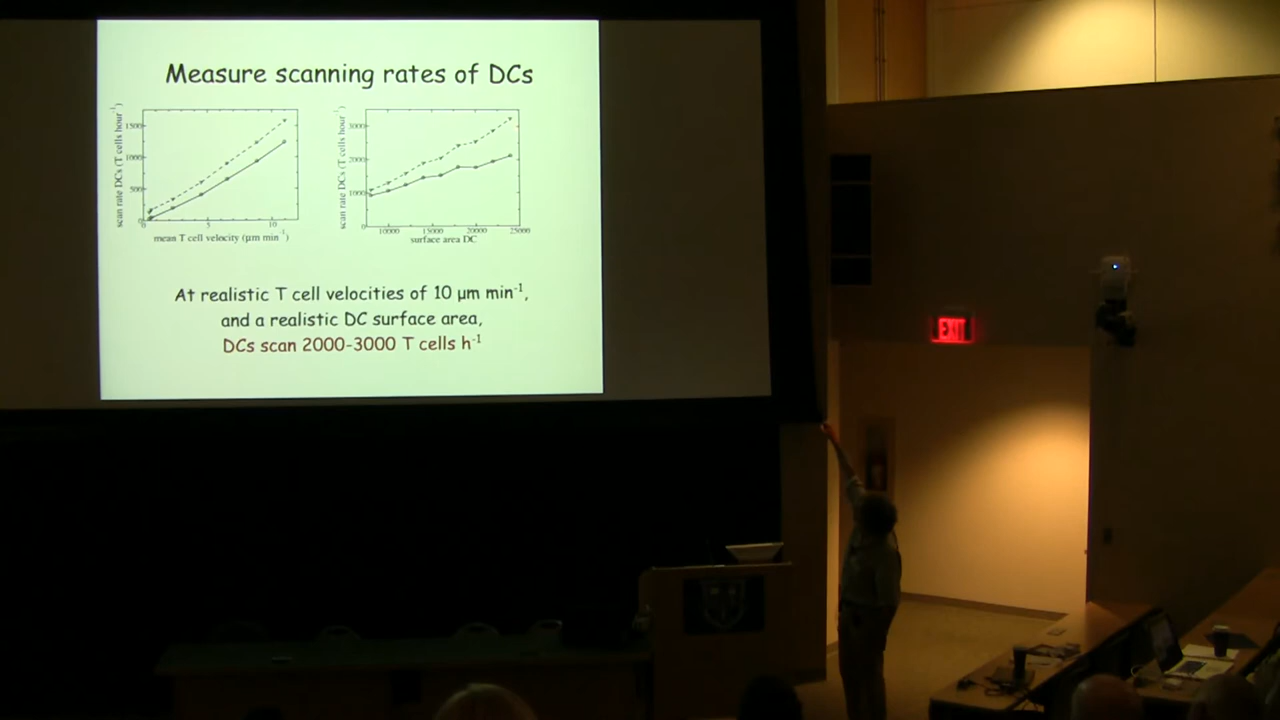 Measure scanning rates of DCs
scan rate DCs (T cells hour⁻¹)
1500
1000
500
0
0
5
10
mean T cell velocity (μm min⁻¹)
scan rate DCs (T cells hour⁻¹)
3000
2000
1000
0
10000
15000
20000
25000
surface area DC
At realistic T cell velocities of 10 μm min⁻¹,
and a realistic DC surface area,
DCs scan 2000-3000 T cells h⁻¹
EXIT